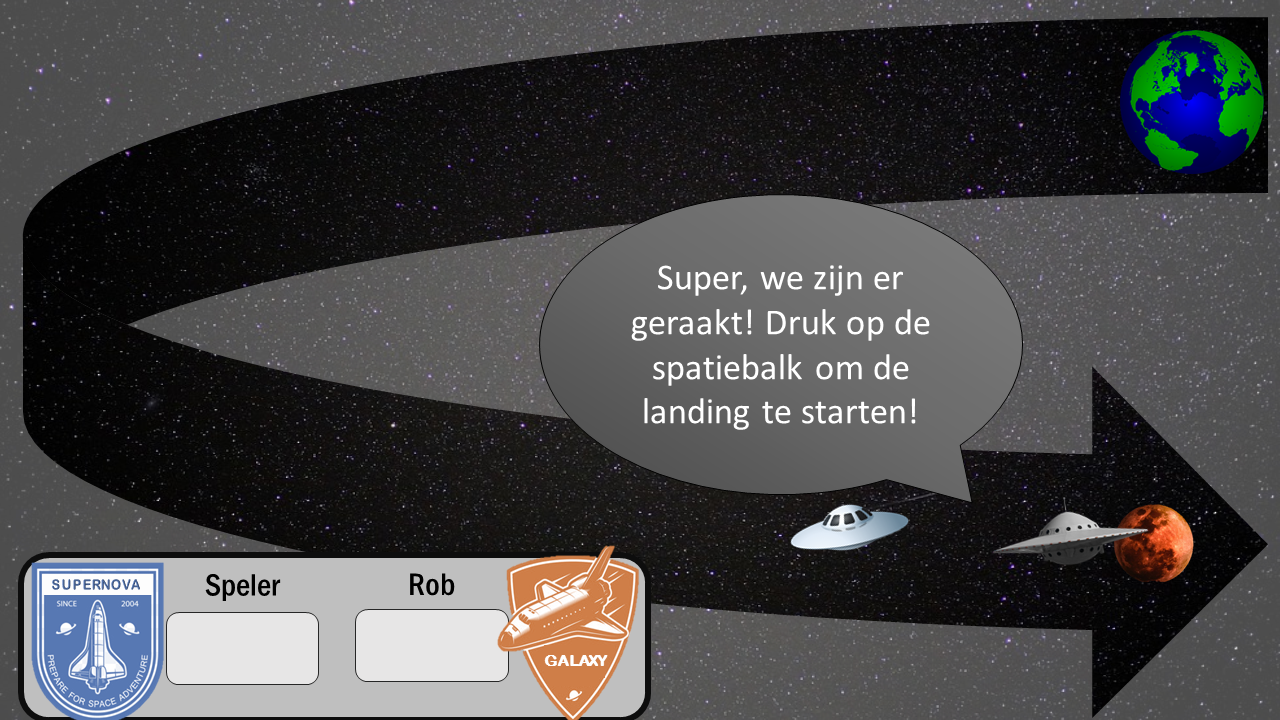 Super, we zijn er
geraakt! Druk op de
spatiebalk om de
landing te starten!
SUPERNOVA
SINCE 2004
PREPARE FOR SPACE ADVENTURE
Speler
Rob
GALAXY